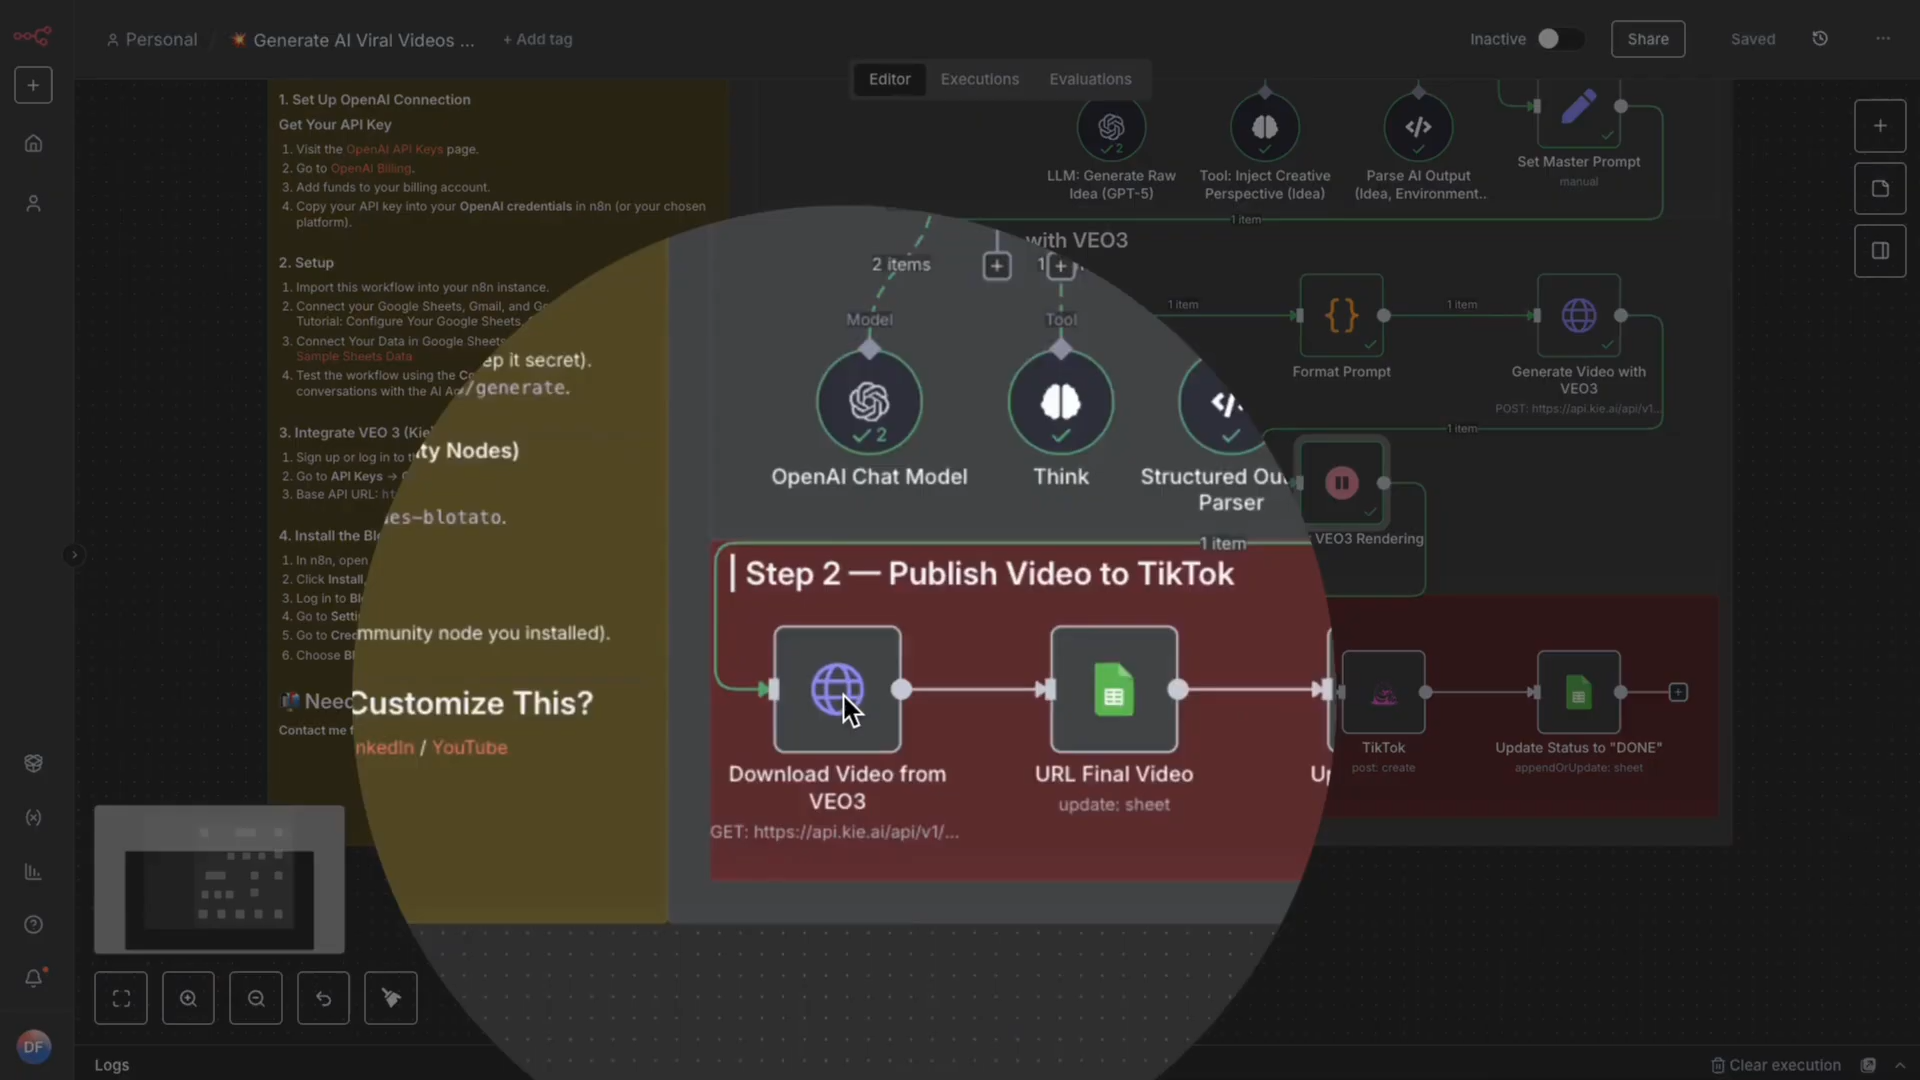 Personal / 💥 Generate AI Viral Videos ... + Add tag
Inactive
Share
Saved
Editor
Executions
Evaluations
1. Set Up OpenAI Connection
Get Your API Key
1. Visit the OpenAI API Keys page.
2. Go to OpenAI Billing.
3. Add funds to your billing account.
4. Copy your API key into your OpenAI credentials in n8n (or your chosen
platform).
2. Setup
1. Import this workflow into your n8n instance.
2. Connect your Google Sheets, Gmail, and
Tutorial: Configure Your Google Sheets,
3. Connect Your Data in Google Sheets
Sample Sheets Data
4. Test the workflow using the
conversations with the AI
3. Integrate VEO 3
1. Sign up or log in to
2. Go to API Keys →
3. Base API URL:
4. Install the
1. In n8n, open
2. Click Install.
3. Log in to
4. Go to
5. Go to
6. Choose
Contact me
ep it secret).
/generate.
ity Nodes)
des-blotato.
mmunity node you installed).
Customize This?
nkedIn / YouTube
✓ 2
LLM: Generate Raw
Idea (GPT-5)
Tool: Inject Creative
Perspective (Idea)
Parse AI Output
(Idea, Environment..
Set Master Prompt
manual
1 item
with VEO3
2 items
Model
Tool
✓ 2
OpenAI Chat Model
Think
Structured Out
Parser
1 item
1 item
Format Prompt
Generate Video with
VEO3
POST: https://api.kie.ai/api/v1...
1 item
VEO3 Rendering
1 item
Step 2 — Publish Video to TikTok
Download Video from
VEO3
GET: https://api.kie.ai/api/v1/...
URL Final Video
update: sheet
TikTok
post: create
Update Status to "DONE"
appendOrUpdate: sheet
DF
Logs
Clear execution